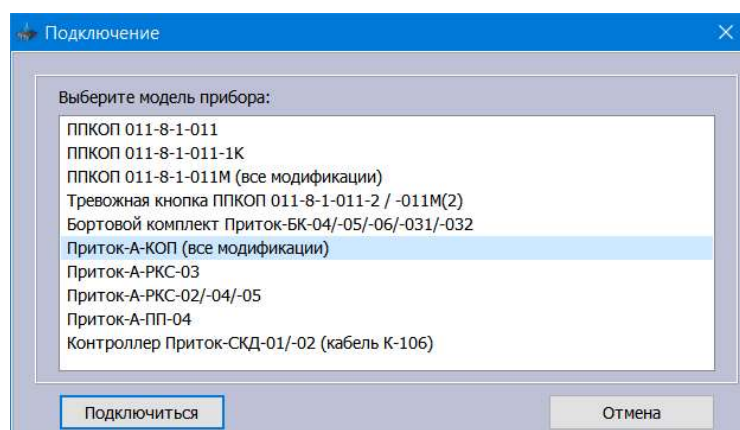 Подключение
Выберите модель прибора:
ППКОП 011-8-1-011
ППКОП 011-8-1-011-1К
ППКОП 011-8-1-011М (все модификации)
Тревожная кнопка ППКОП 011-8-1-011-2 / -011М(2)
Бортовой комплект Приток-БК-04/-05/-06/-031/-032
Приток-А-КОП (все модификации)
Приток-А-РКС-03
Приток-А-РКС-02/-04/-05
Приток-А-ПП-04
Контроллер Приток-СКД-01/-02 (кабель К-106)
Подключиться Отмена